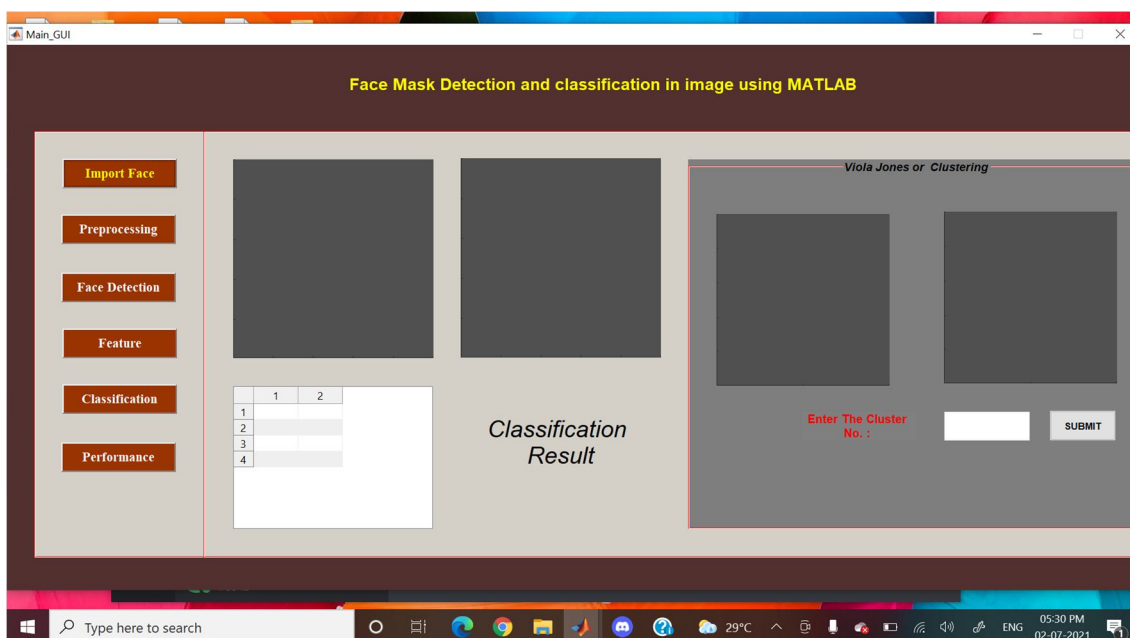 Main_GUI
Face Mask Detection and classification in image using MATLAB
Import Face
Preprocessing
Face Detection
Feature
Classification
Performance
1 2
1
2
3
4
Classification
Result
Viola Jones or Clustering
Enter The Cluster
No. :
SUBMIT
Type here to search
29°C
ENG
05:30 PM
02-07-2021